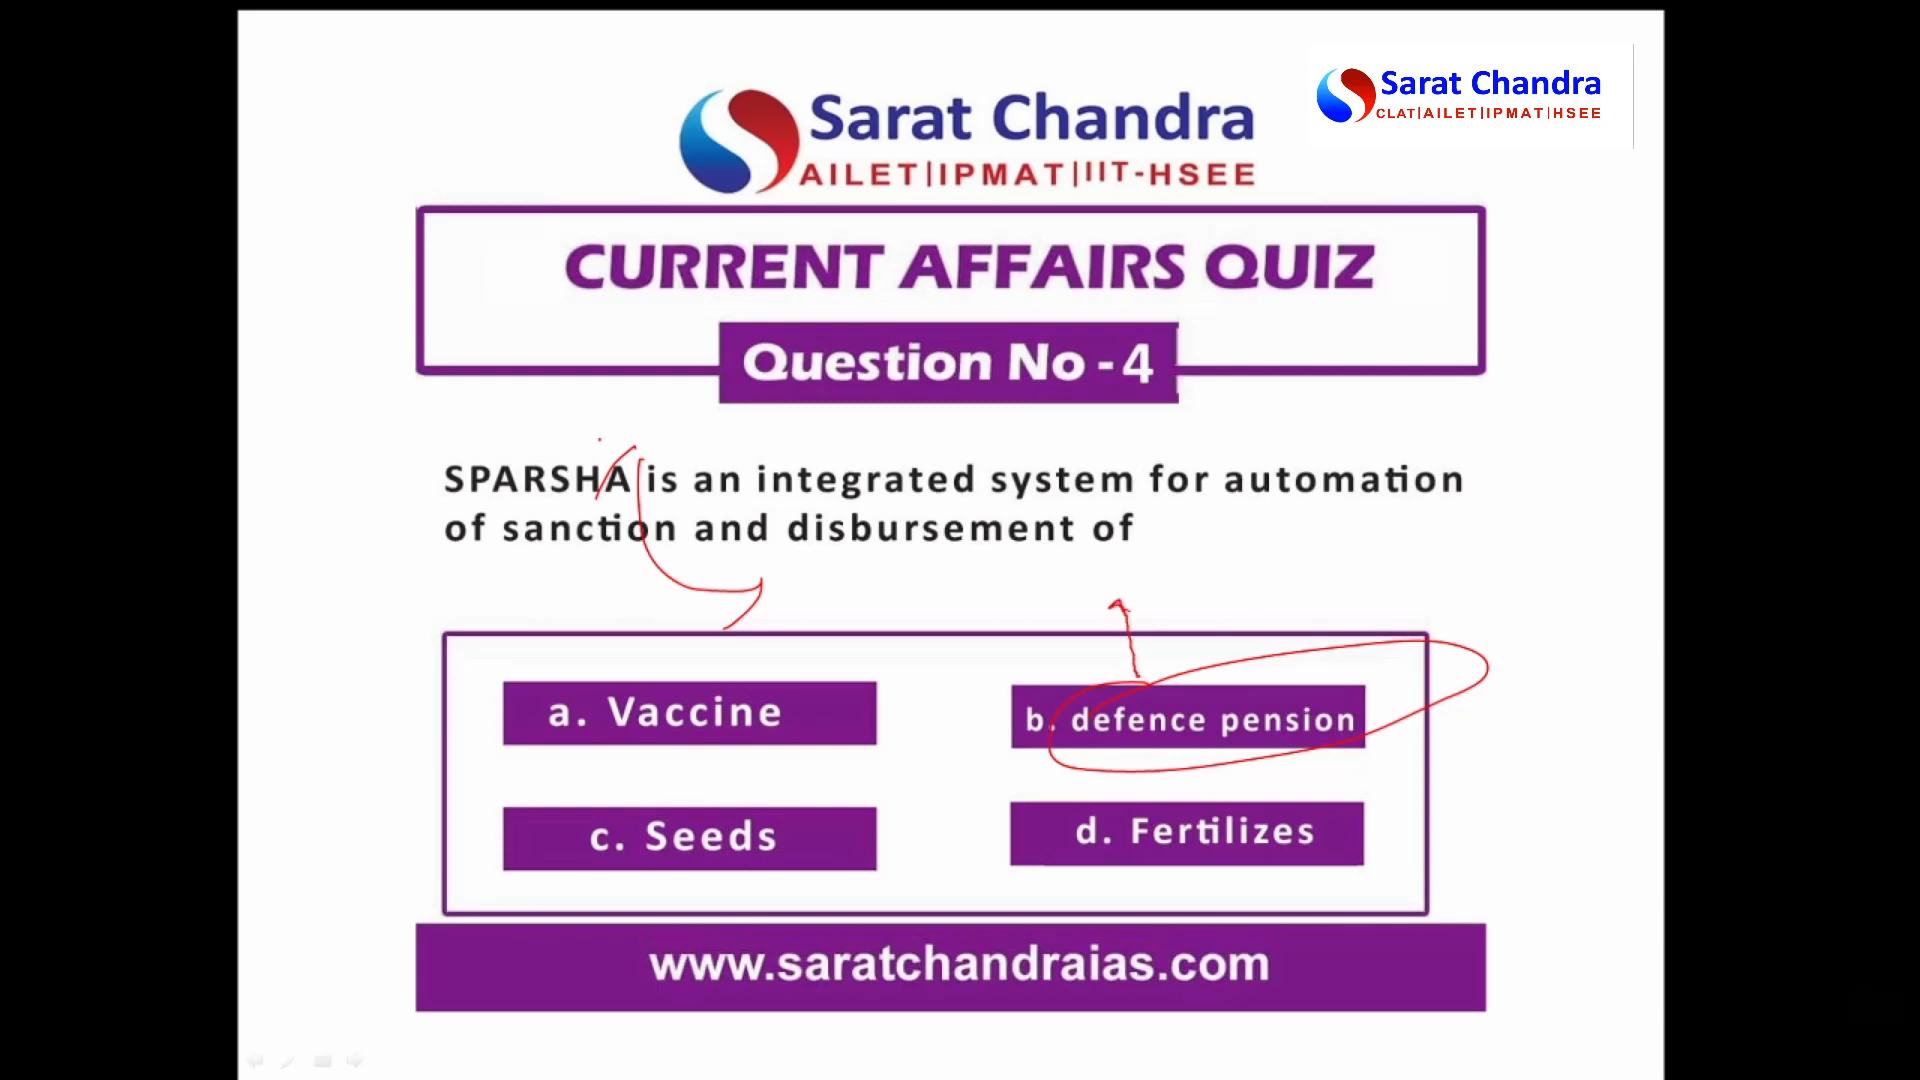 Sarat Chandra
CLAT|AILET|IPMAT|HSEE
Sarat Chandra
AILET|IPMAT|IIT-HSEE
CURRENT AFFAIRS QUIZ
Question No - 4
SPARSHA is an integrated system for automation
of sanction and disbursement of
a. Vaccine
b. defence pension
c. Seeds
d. Fertilizes
www.saratchandraias.com